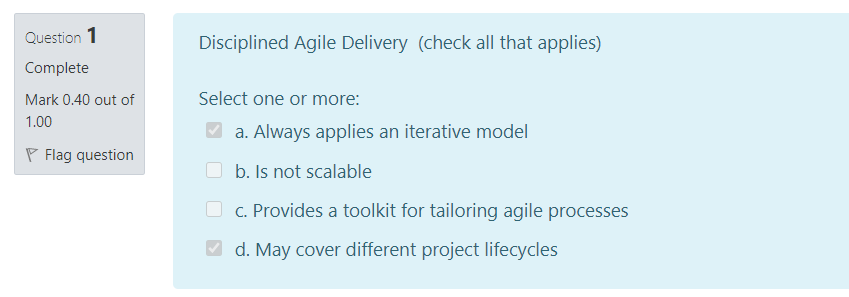 Question 1
Complete
Mark 0.40 out of
1.00
Flag question
Disciplined Agile Delivery (check all that applies)
Select one or more:
a. Always applies an iterative model
b. Is not scalable
c. Provides a toolkit for tailoring agile processes
d. May cover different project lifecycles